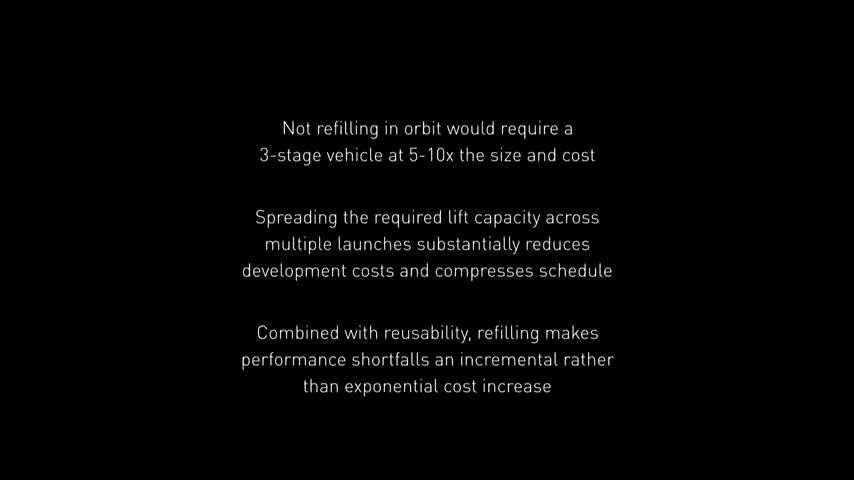 Not refilling in orbit would require a
3-stage vehicle at 5-10x the size and cost
Spreading the required lift capacity across
multiple launches substantially reduces
development costs and compresses schedule
Combined with reusability, refilling makes
performance shortfalls an incremental rather
than exponential cost increase